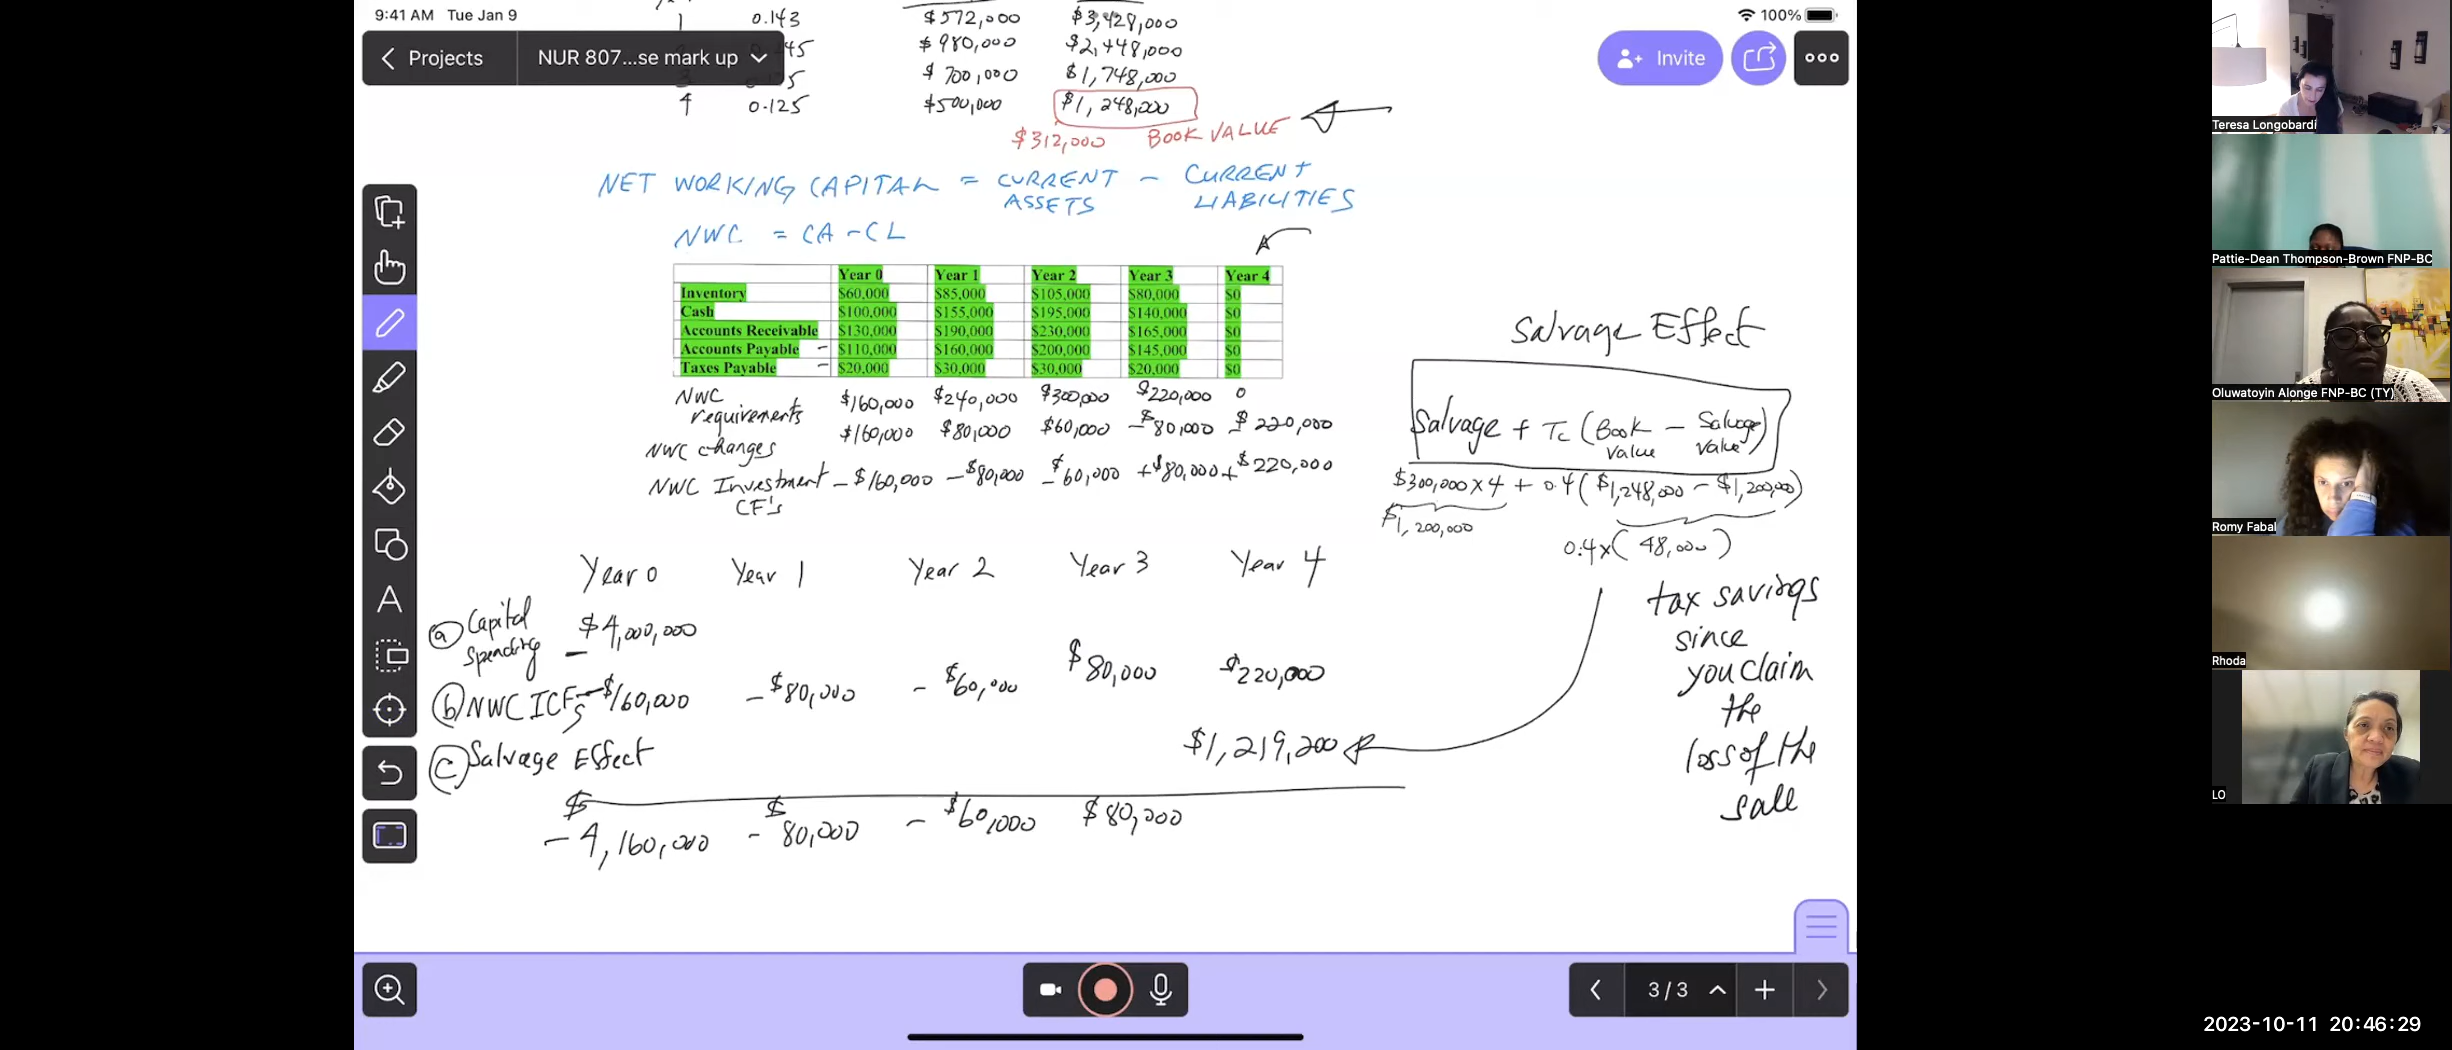 9:41 AM Tue Jan 9
100%
1 0.143 $572,000 $3,428,000
45 $980,000 $2,448,000
$700,000 $1,748,000
4 0.125 $500,000 $1,248,000
Projects
NUR 807...se mark up
Invite
$312,000 BOOK VALUE
NET WORKING CAPITAL = CURRENT ASSETS - CURRENT LIABILITIES
NWC = CA - CL
Year 0 Year 1 Year 2 Year 3 Year 4
Inventory $60,000 $85,000 $105,000 $80,000 $0
Cash $100,000 $155,000 $195,000 $140,000 $0
Accounts Receivable $130,000 $190,000 $230,000 $165,000 $0
Accounts Payable - $110,000 $160,000 $200,000 $145,000 $0
Taxes Payable - $20,000 $30,000 $30,000 $20,000 $0
NWC requirements $160,000 $240,000 $300,000 $220,000 0
NWC changes $160,000 $80,000 $60,000 -$80,000 -$220,000
NWC Investment CF's -$160,000 -$80,000 -$60,000 +$80,000 +$220,000
Salvage Effect
Salvage + Tc (Book Value - Salvage Value)
$300,000 x 4 + 0.4 ($1,248,000 - $1,200,000)
$1,200,000
0.4 x (48,000)
tax savings
since
you claim
the
loss of the
sale
Year 0 Year 1 Year 2 Year 3 Year 4
(a) Capital Spending -$4,000,000
(b) NWC ICF's -$160,000 -$80,000 -$60,000 $80,000 $220,000
(c) Salvage Effect $1,219,200
-$4,160,000 -$80,000 -$60,000 $80,000
3 / 3
Teresa Longobardi
Pattie-Dean Thompson-Brown FNP-BC
Oluwatoyin Alonge FNP-BC (TY)
Romy Fabal
Rhoda
LO
2023-10-11 20:46:29